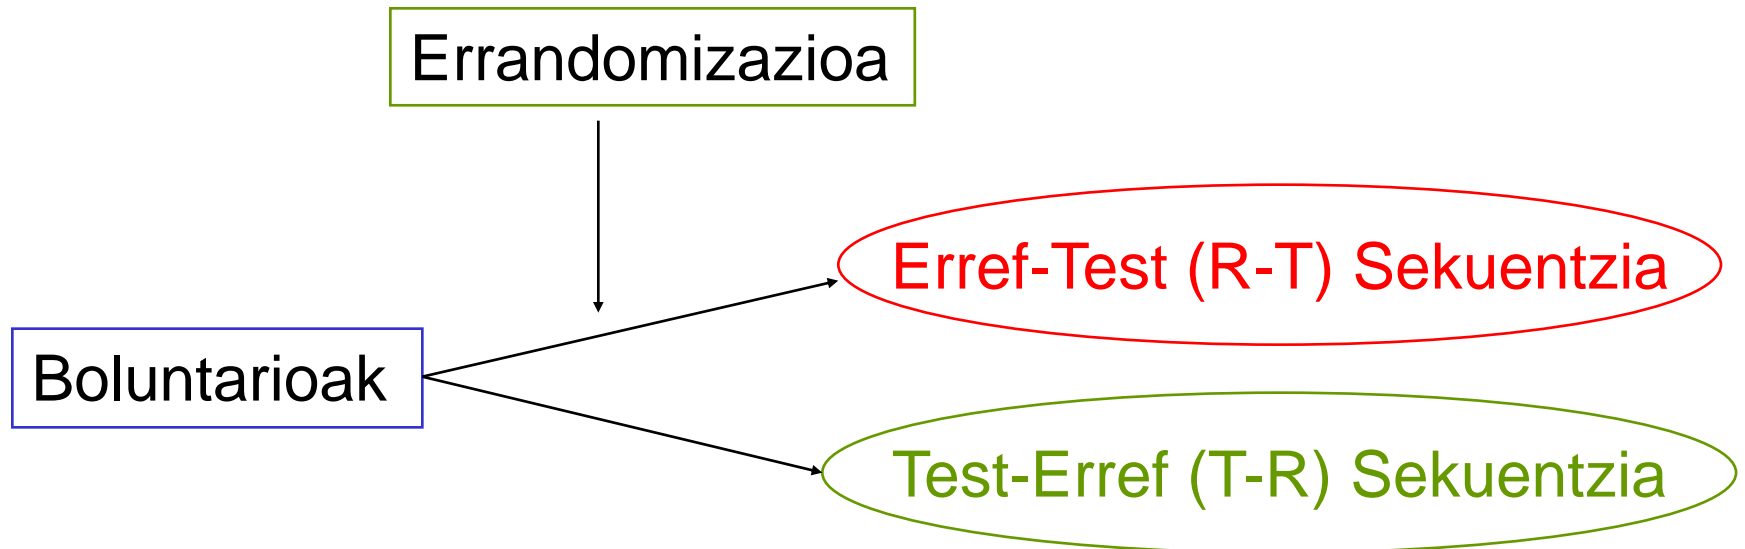 Errandomizazioa
Erref-Test (R-T) Sekuentzia
Boluntarioak
Test-Erref (T-R) Sekuentzia